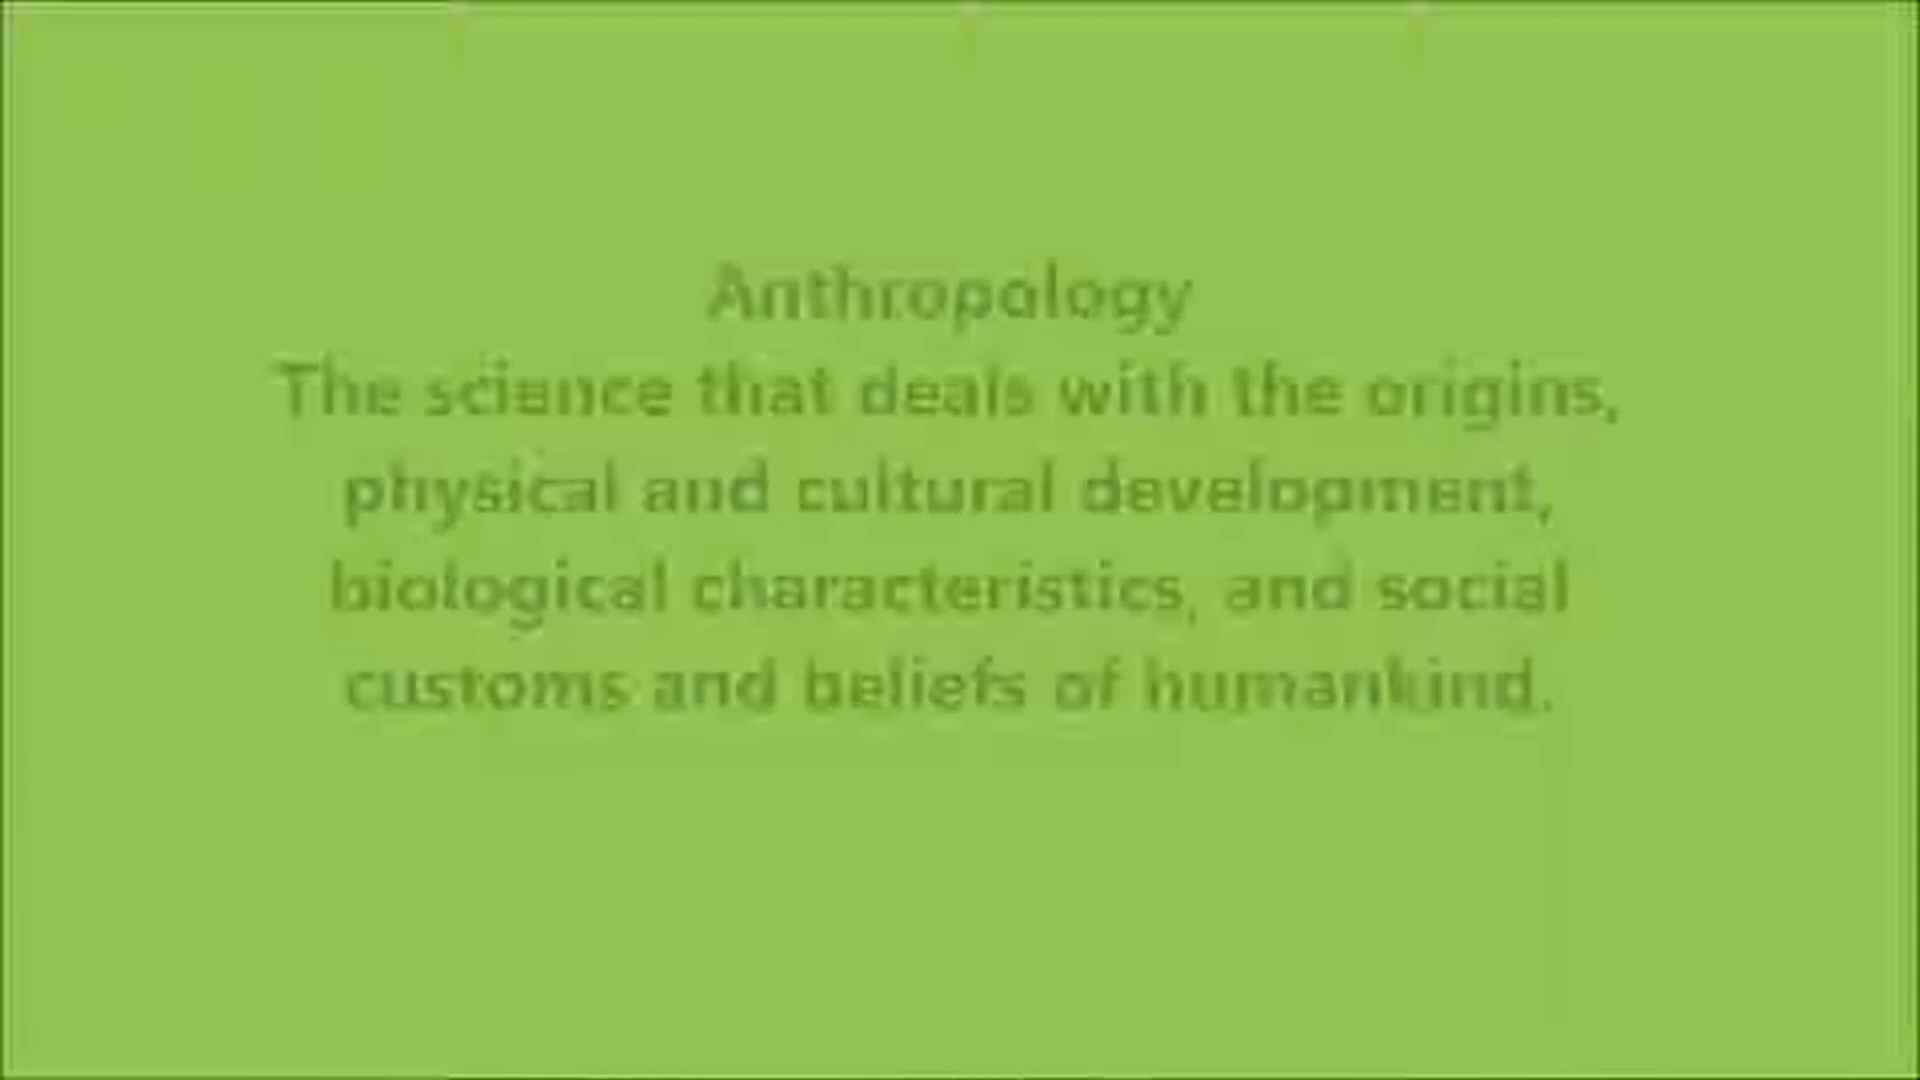 Anthropology
The science that deals with the origins,
physical and cultural development,
biological characteristics, and social
customs and beliefs of humankind.